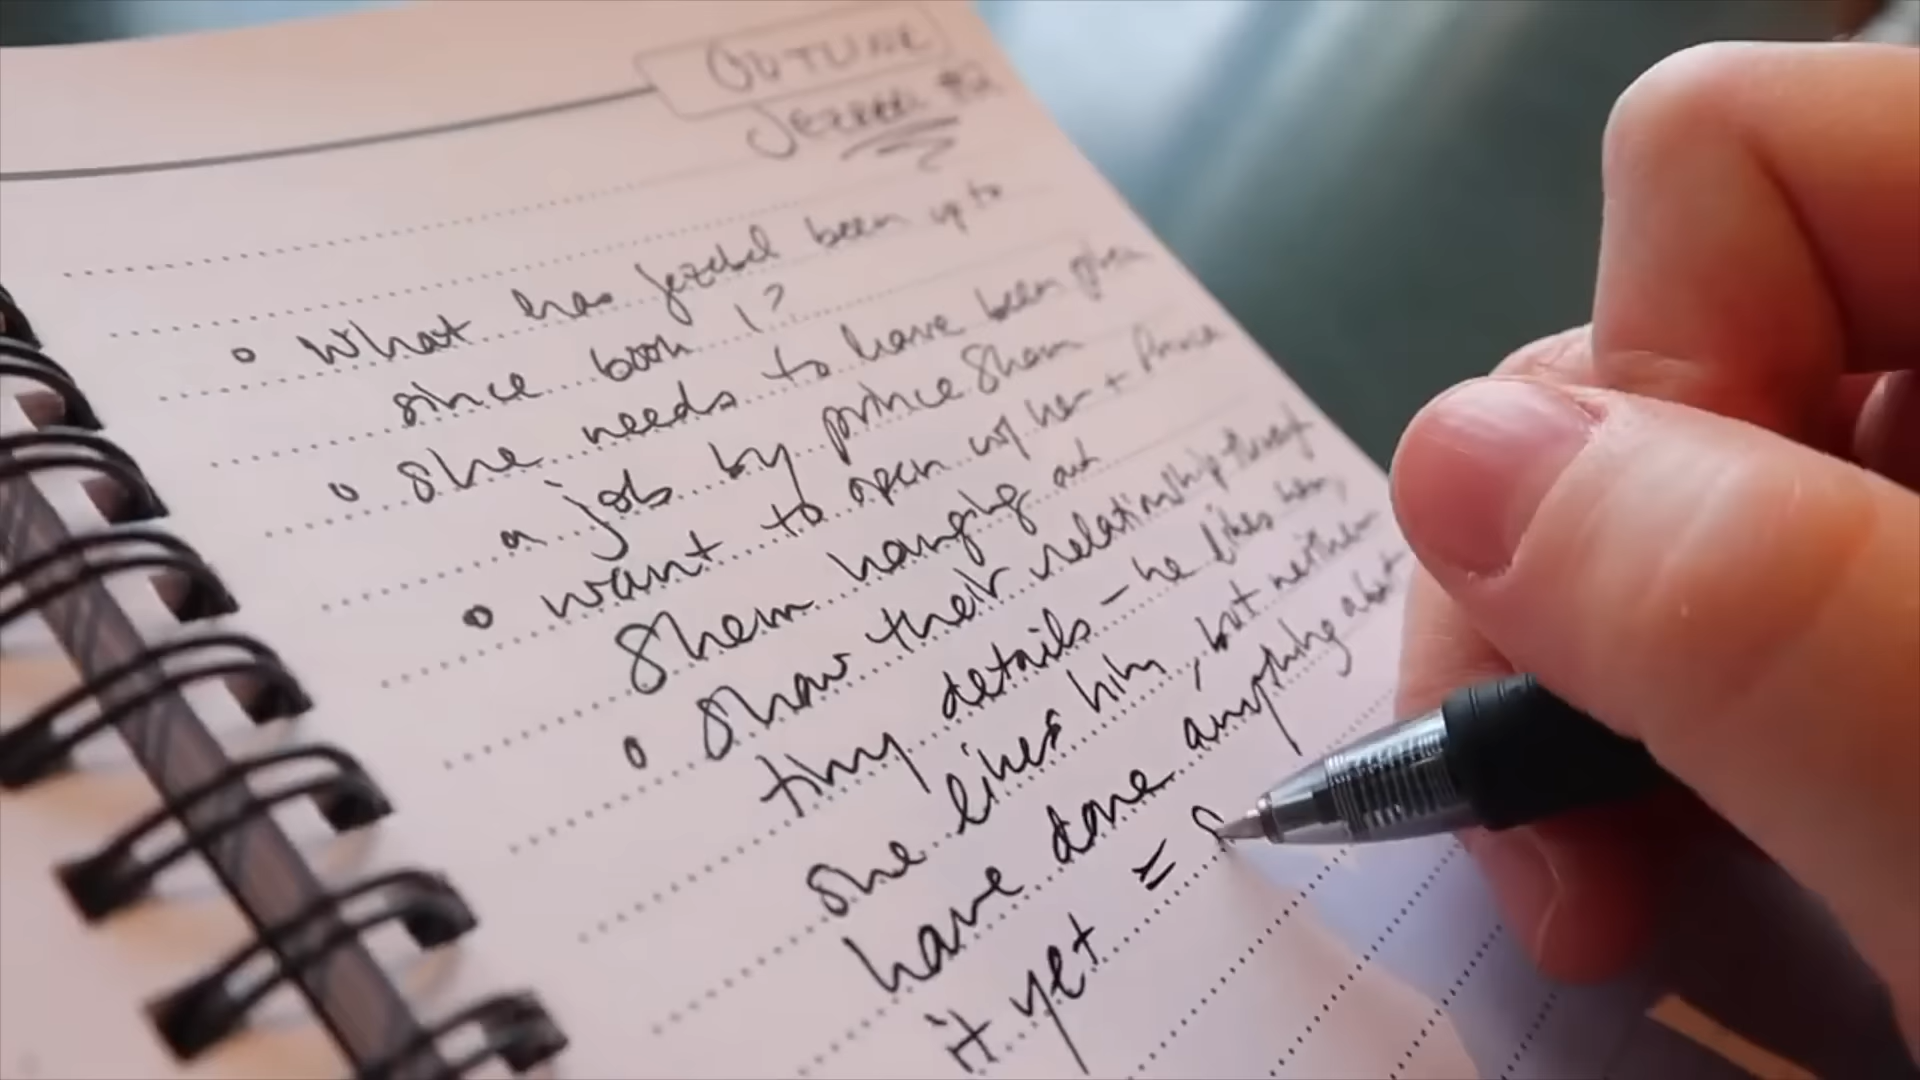 OUTLINE
Jezebel #2
• What has Jezebel been up to
since book 1?
• She needs to have been given
a job by prince Shem
• want to open w/ her + Prince
Shem hanging out
• Show their relationship through
tiny details – he likes her,
she likes him, but neither
have done anything about
it yet =